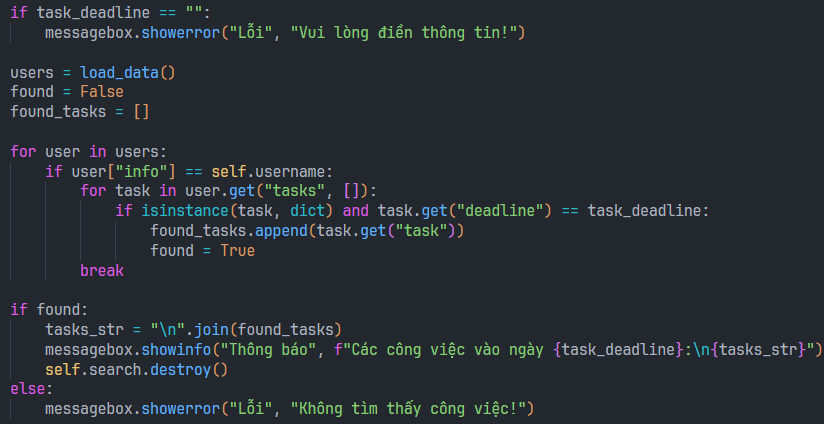 if task_deadline == "":
    messagebox.showerror("Lỗi", "Vui lòng điền thông tin!")
users = load_data()
found = False
found_tasks = []
for user in users:
    if user["info"] == self.username:
        for task in user.get("tasks", []):
            if isinstance(task, dict) and task.get("deadline") == task_deadline:
                found_tasks.append(task.get("task"))
                found = True
        break
if found:
    tasks_str = "\n".join(found_tasks)
    messagebox.showinfo("Thông báo", f"Các công việc vào ngày {task_deadline}:\n{tasks_str}")
    self.search.destroy()
else:
    messagebox.showerror("Lỗi", "Không tìm thấy công việc!")